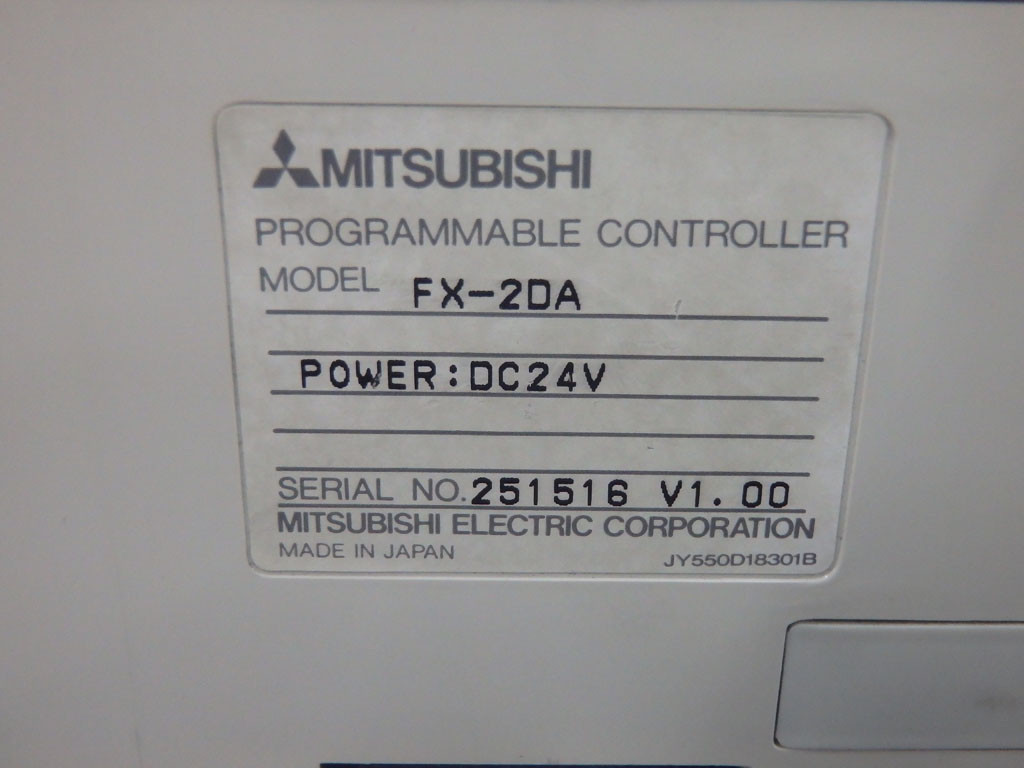 MITSUBISHI
PROGRAMMABLE CONTROLLER
MODEL FX-2DA
POWER:DC24V
SERIAL NO.251516 V1.00
MITSUBISHI ELECTRIC CORPORATION
MADE IN JAPAN JY550D18301B